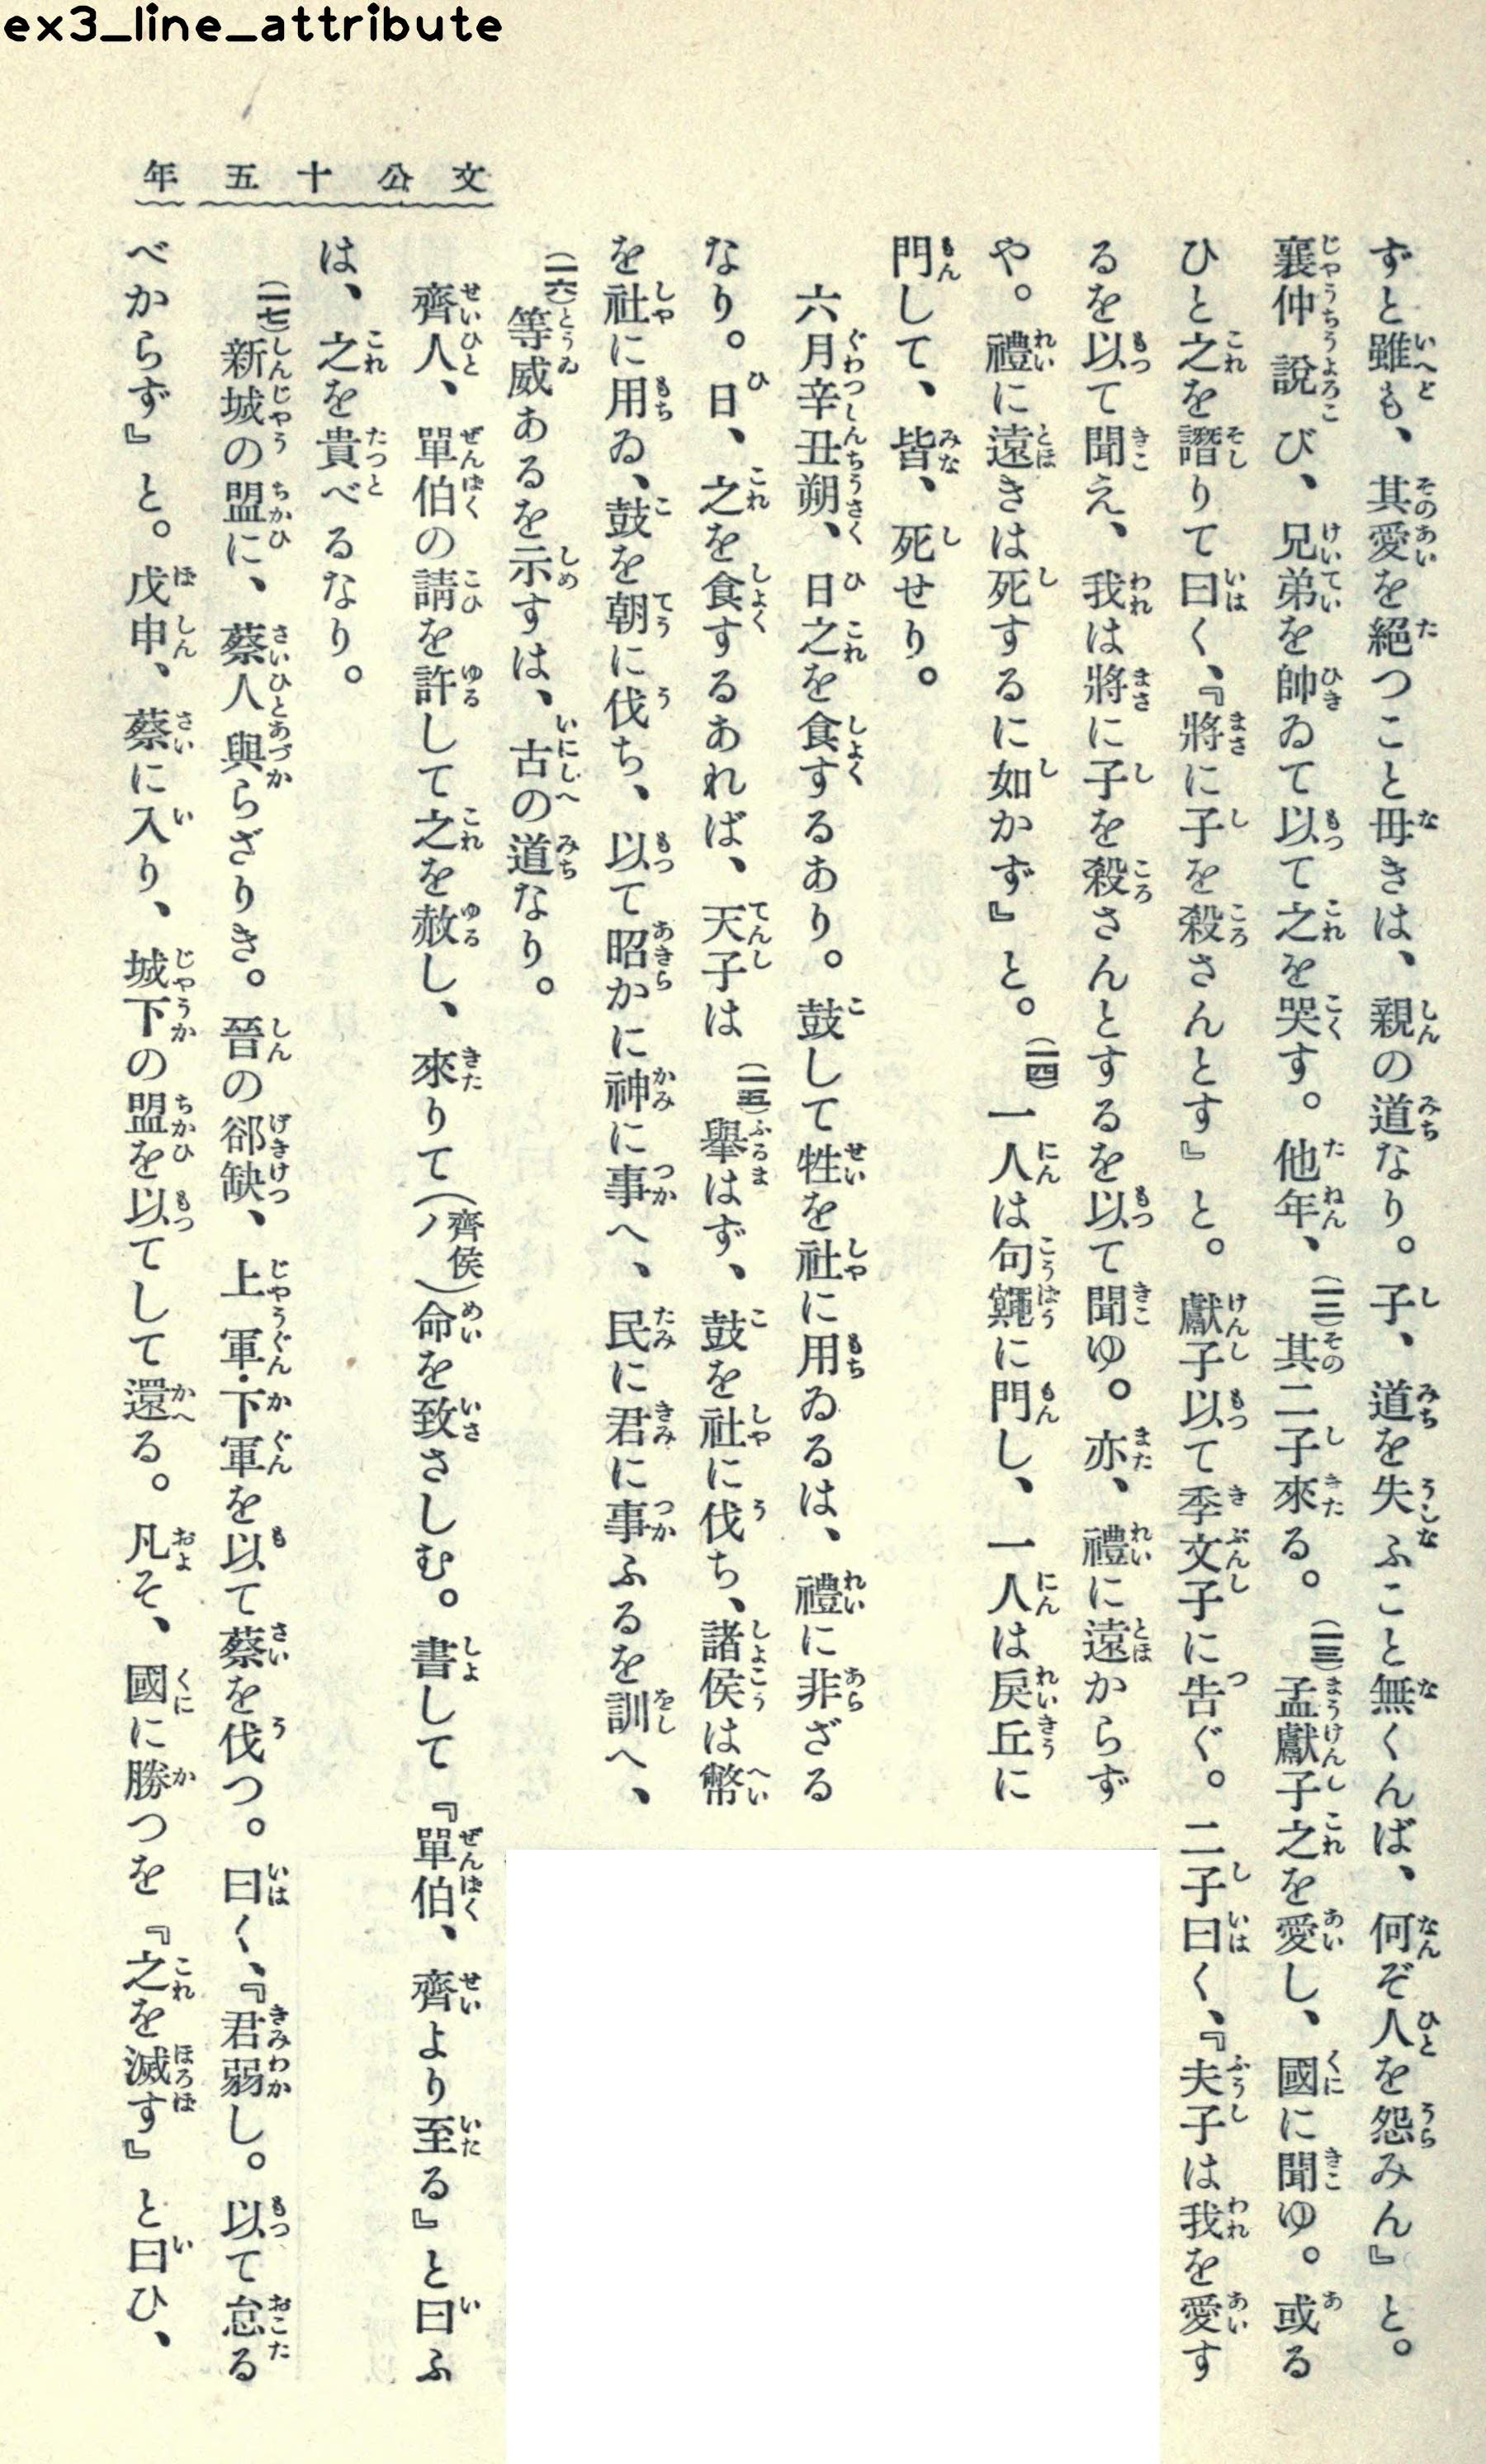 ex3_line_attribute
文公十五年
ずと雖も、其愛を絕つこと毋きは、親の道なり。子、道を失ふこと無くんば、何ぞ人を怨みん』と。
襄仲說び、兄弟を帥ゐて以て之を哭す。他年、(一二)其二子來る。(一三)孟獻子之を愛し、國に聞ゆ。或る
ひと之を譖りて曰く、『將に子を殺さんとす』と。獻子以て季文子に告ぐ。二子曰く、『夫子は我を愛す
るを以て聞え、我は將に子を殺さんとするを以て聞ゆ。亦、禮に遠からず
や。禮に遠きは死するに如かず』と。(一四)一人は句鼆に門し、一人は戾丘に
門して、皆、死せり。
六月辛丑朔、日之を食するあり。鼓して牲を社に用ゐるは、禮に非ざる
なり。日、之を食するあれば、天子は(一五)擧はず、鼓を社に伐ち、諸侯は幣
を社に用ゐ、鼓を朝に伐ち、以て昭かに神に事へ、民に君に事ふるを訓へ、
(一六)等威あるを示すは、古の道なり。
齊人、單伯の請を許して之を赦し、來りて(齊侯ノ)命を致さしむ。書して『單伯、齊より至る』と曰ふ
は、之を貴べるなり。
(一七)新城の盟に、蔡人與らざりき。晉の郤缺、上軍・下軍を以て蔡を伐つ。曰く、『君弱し。以て怠る
べからず』と。戊申、蔡に入り、城下の盟を以てして還る。凡そ、國に勝つを『之を滅す』と曰ひ、